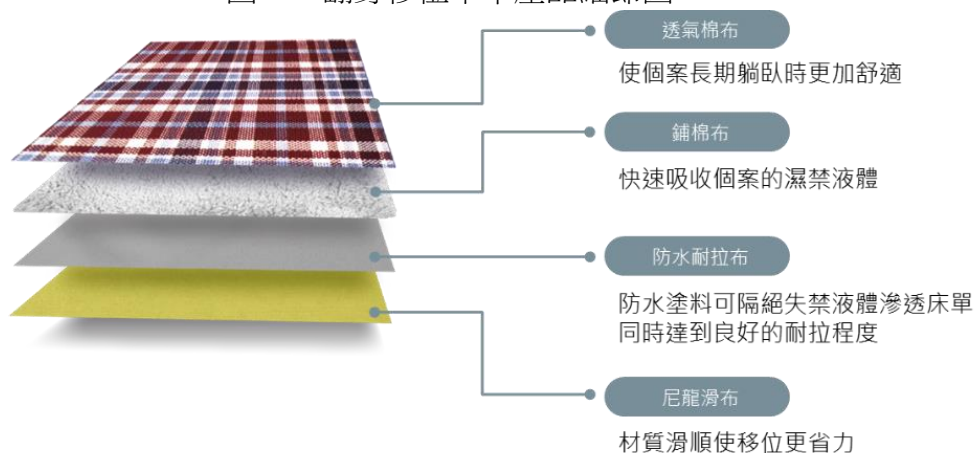 透氣棉布
使個案長期躺臥時更加舒適
鋪棉布
快速吸收個案的濕禁液體
防水耐拉布
防水塗料可隔絕失禁液體滲透床單
同時達到良好的耐拉程度
尼龍滑布
材質滑順使移位更省力